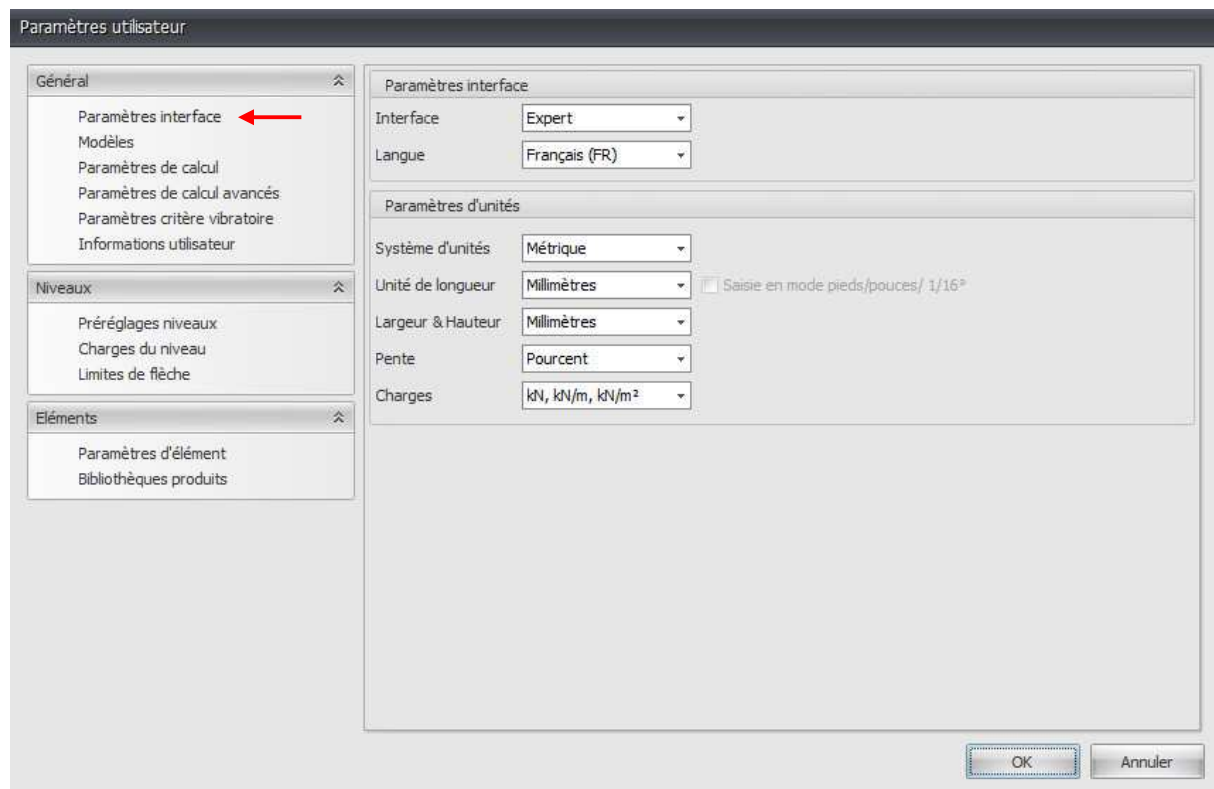 Paramètres utilisateur
Général
Paramètres interface
Modèles
Paramètres de calcul
Paramètres de calcul avancés
Paramètres critère vibratoire
Informations utilisateur
Niveaux
Préréglages niveaux
Charges du niveau
Limites de flèche
Eléments
Paramètres d'élément
Bibliothèques produits
Paramètres interface
Interface Expert
Langue Français (FR)
Paramètres d'unités
Système d'unités Métrique
Unité de longueur Millimètres Saisie en mode pieds/pouces/ 1/16ᵉ
Largeur & Hauteur Millimètres
Pente Pourcent
Charges kN, kN/m, kN/m²
OK Annuler